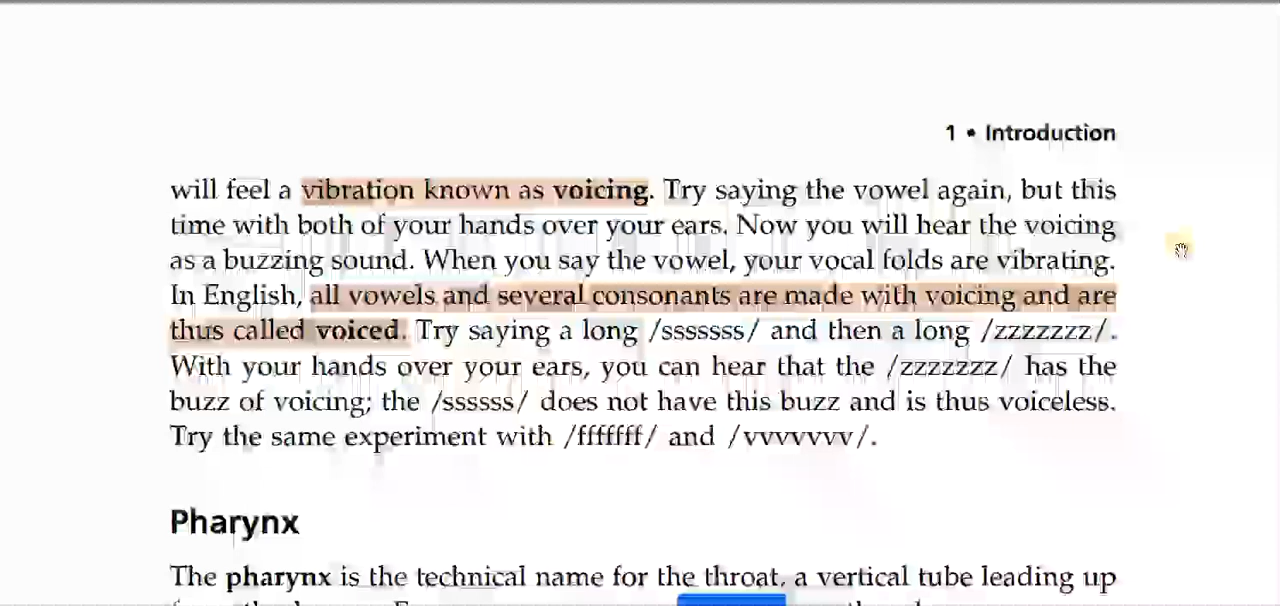 1 • Introduction
will feel a vibration known as voicing. Try saying the vowel again, but this
time with both of your hands over your ears. Now you will hear the voicing
as a buzzing sound. When you say the vowel, your vocal folds are vibrating.
In English, all vowels and several consonants are made with voicing and are
thus called voiced. Try saying a long /sssssss/ and then a long /zzzzzzz/.
With your hands over your ears, you can hear that the /zzzzzzz/ has the
buzz of voicing; the /ssssss/ does not have this buzz and is thus voiceless.
Try the same experiment with /fffffff/ and /vvvvvvv/.
Pharynx
The pharynx is the technical name for the throat, a vertical tube leading up